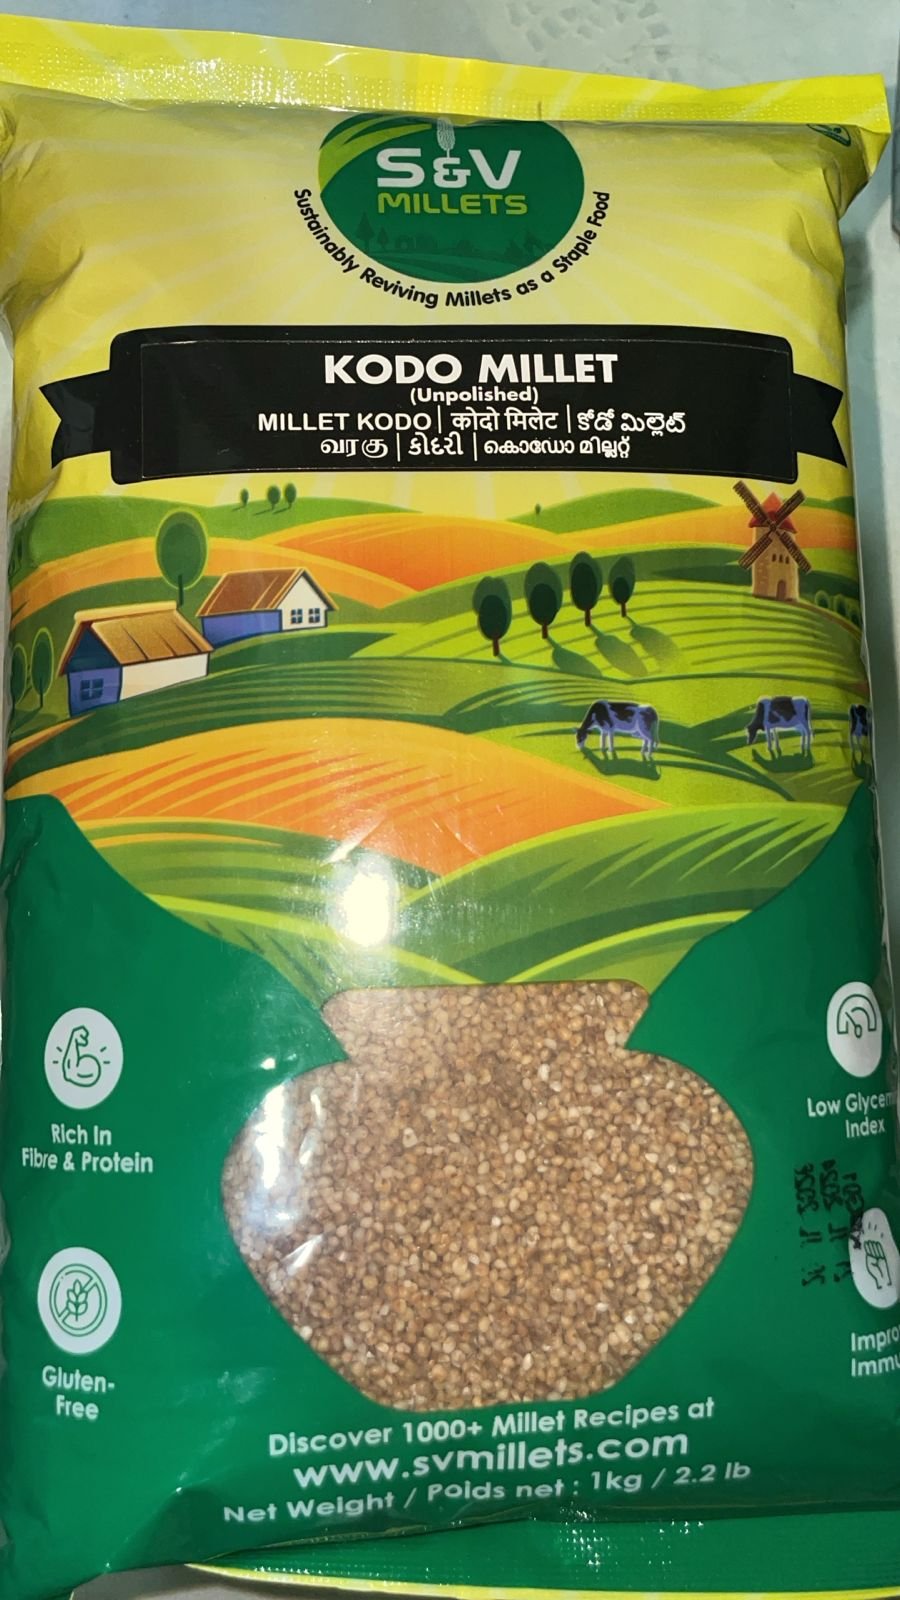 S&V
MILLETS
Sustainably Reviving Millets as a Staple Food
KODO MILLET
(Unpolished)
MILLET KODO | कोदो मिलेट | కోడో మిల్లెట్
வரகு | કોદરી | കൊഡോ മില്ലറ്റ്
Rich In
Fibre & Protein
Low
Index
Gluten-
Free
Discover 1000+ Millet Recipes at
www.svmillets.com
Net Weight / Poids net : 1kg / 2.2 lb